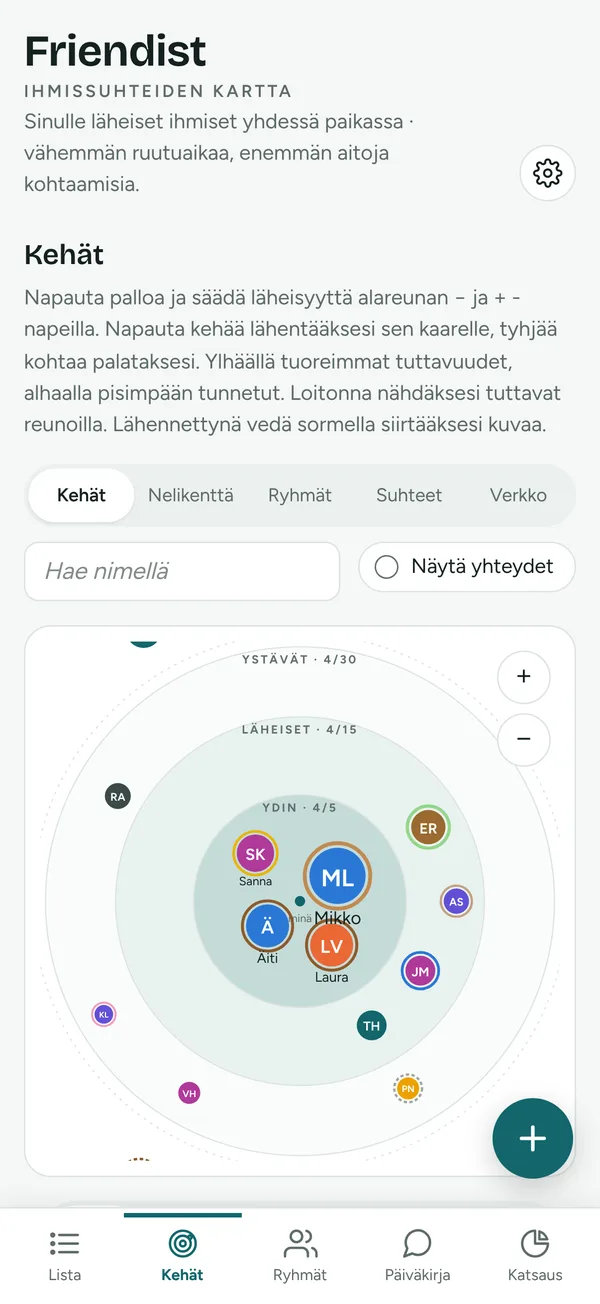 Friendist
IHMISSUHTEIDEN KARTTA
Sinulle läheiset ihmiset yhdessä paikassa ·
vähemmän ruutuaikaa, enemmän aitoja
kohtaamisia.
Kehät
Napauta palloa ja säädä läheisyyttä alareunan − ja + -
napeilla. Napauta kehää lähentääksesi sen kaarelle, tyhjää
kohtaa palataksesi. Ylhäällä tuoreimmat tuttavuudet,
alhaalla pisimpään tunnetut. Loitonna nähdäksesi tuttavat
reunoilla. Lähennettynä vedä sormella siirtääksesi kuvaa.
Kehät Nelikenttä Ryhmät Suhteet Verkko
Hae nimellä Näytä yhteydet
YSTÄVÄT · 4/30
+
LÄHEISET · 4/15
−
RA
YDIN · 4/5
ER
SK
Sanna
ML
AS
minä Mikko
Ä
Äiti
LV
Laura
JM
KL
TH
VH
PN
+
Lista Kehät Ryhmät Päiväkirja Katsaus